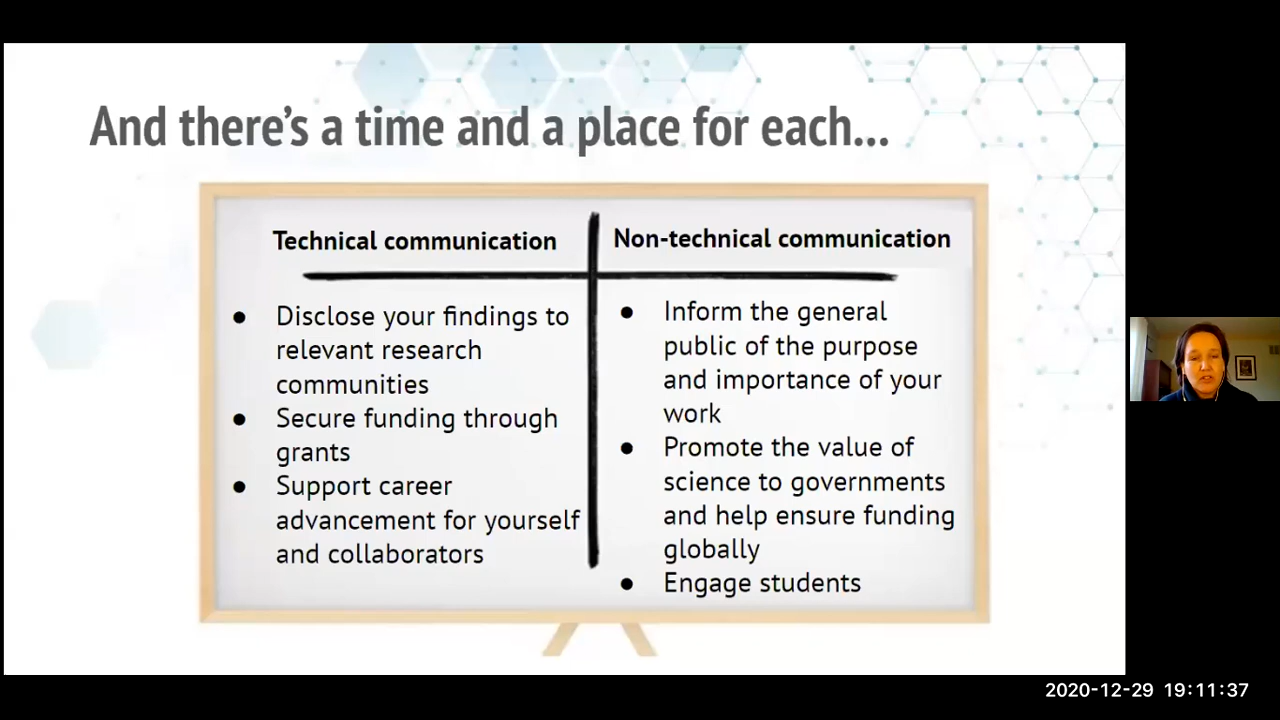 And there's a time and a place for each...
Technical communication
Disclose your findings to
relevant research
communities
Secure funding through
grants
Support career
advancement for yourself
and collaborators
Non-technical communication
Inform the general
public of the purpose
and importance of your
work
Promote the value of
science to governments
and help ensure funding
globally
Engage students
2020-12-29 19:11:37